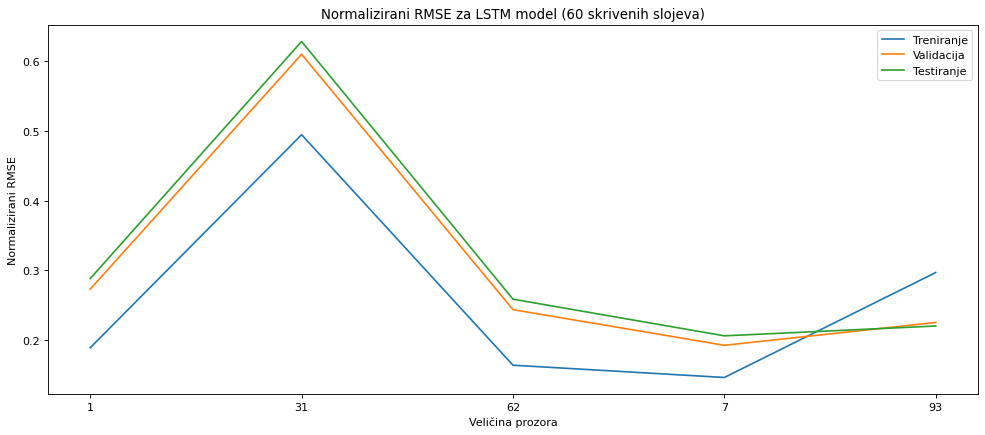 Normalizirani RMSE za LSTM model (60 skrivenih slojeva)
Treniranje
Validacija
Testiranje
Normalizirani RMSE
0.6
0.5
0.4
0.3
0.2
1
31
62
7
93
Veličina prozora